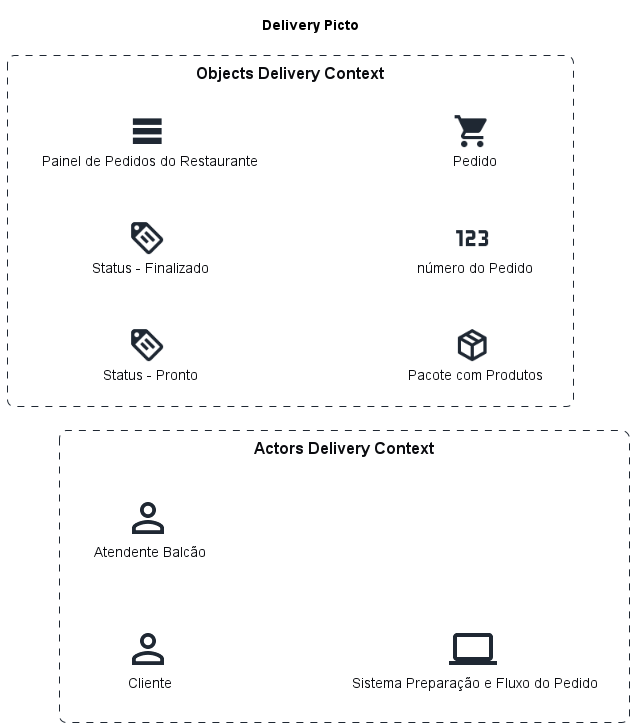 Delivery Picto
Objects Delivery Context
Painel de Pedidos do Restaurante
Pedido
Status - Finalizado
123
número do Pedido
Status - Pronto
Pacote com Produtos
Actors Delivery Context
Atendente Balcão
Cliente
Sistema Preparação e Fluxo do Pedido